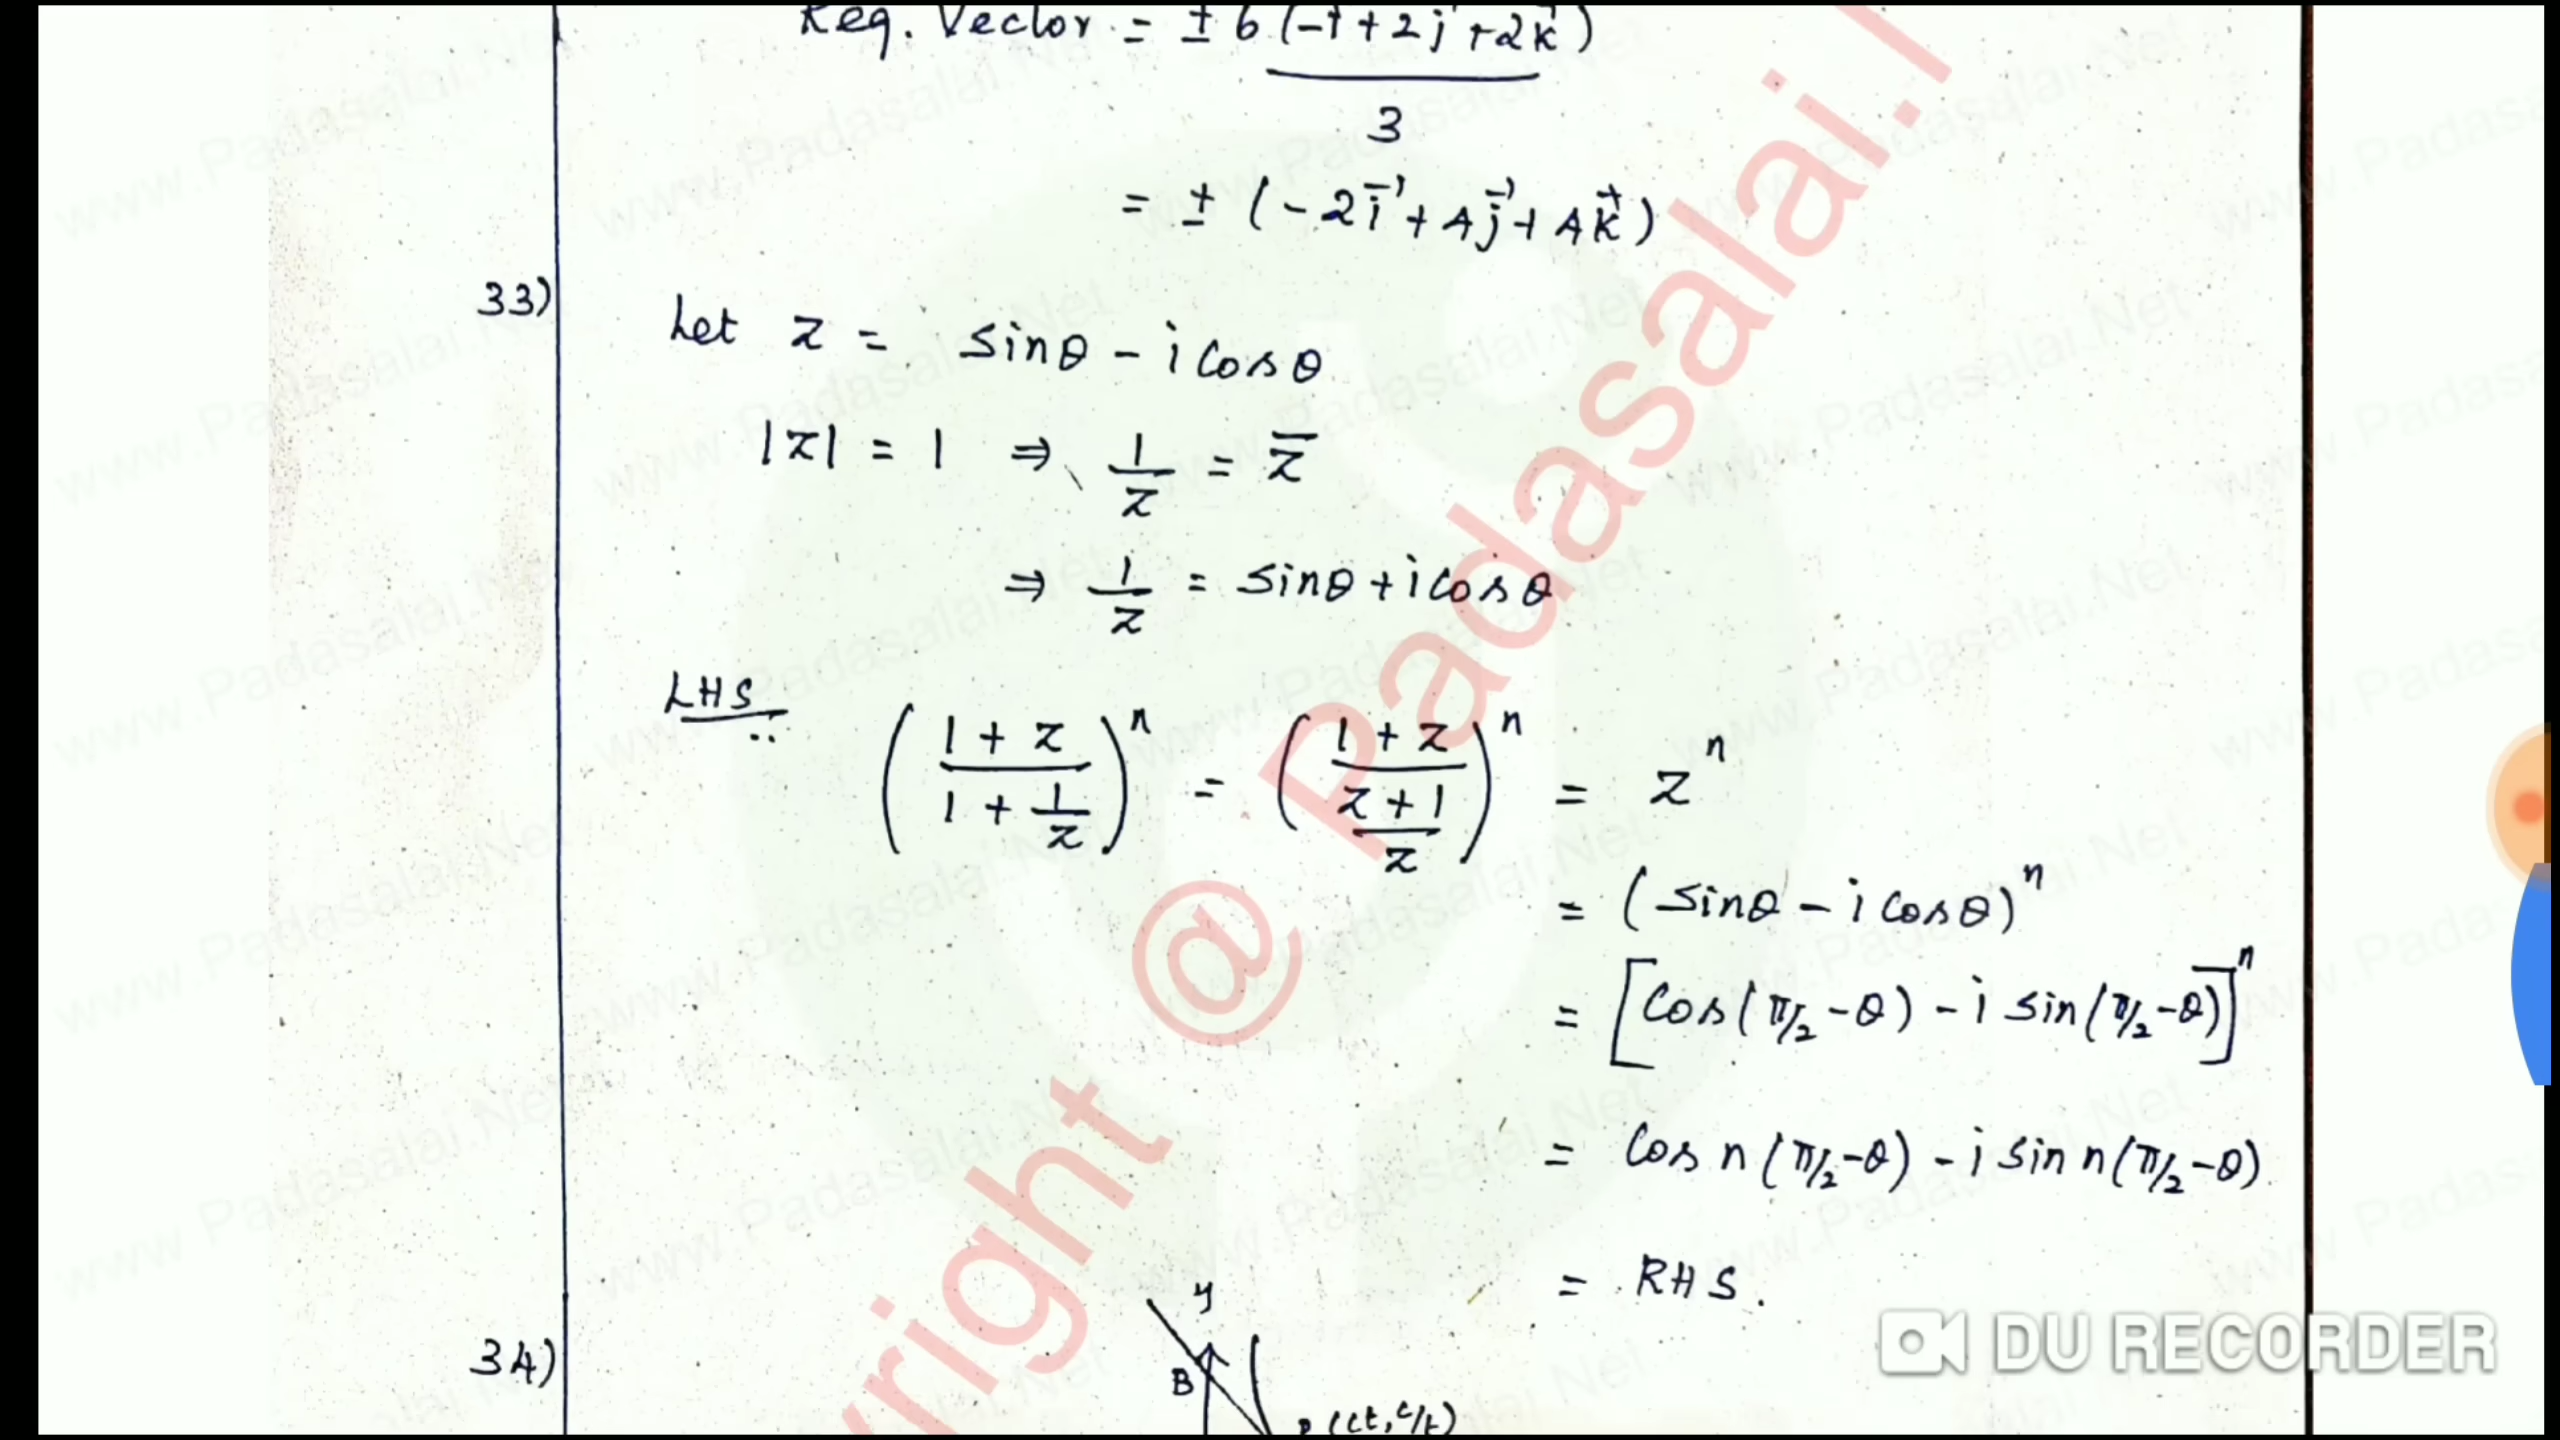 Req. Vector = ± 6 (-i⃗ + 2j⃗ + 2k⃗)
3
= ± (-2i⃗ + 4j⃗ + 4k⃗)
33)
Let z = sinθ - i cosθ
|z| = 1 ⇒ 1/z = z̅
⇒ 1/z = sinθ + i cosθ
LHS
((1 + z)/(1 + 1/z))ⁿ = ((1 + z)/((z + 1)/z))ⁿ = zⁿ
= (sinθ - i cosθ)ⁿ
= [cos(π/2 - θ) - i sin(π/2 - θ)]ⁿ
= cos n(π/2 - θ) - i sin n(π/2 - θ)
= RHS.
34)
y
B
P (ct, c/t)
right @ Padasalai.
www.Padasalai.Net
DU RECORDER